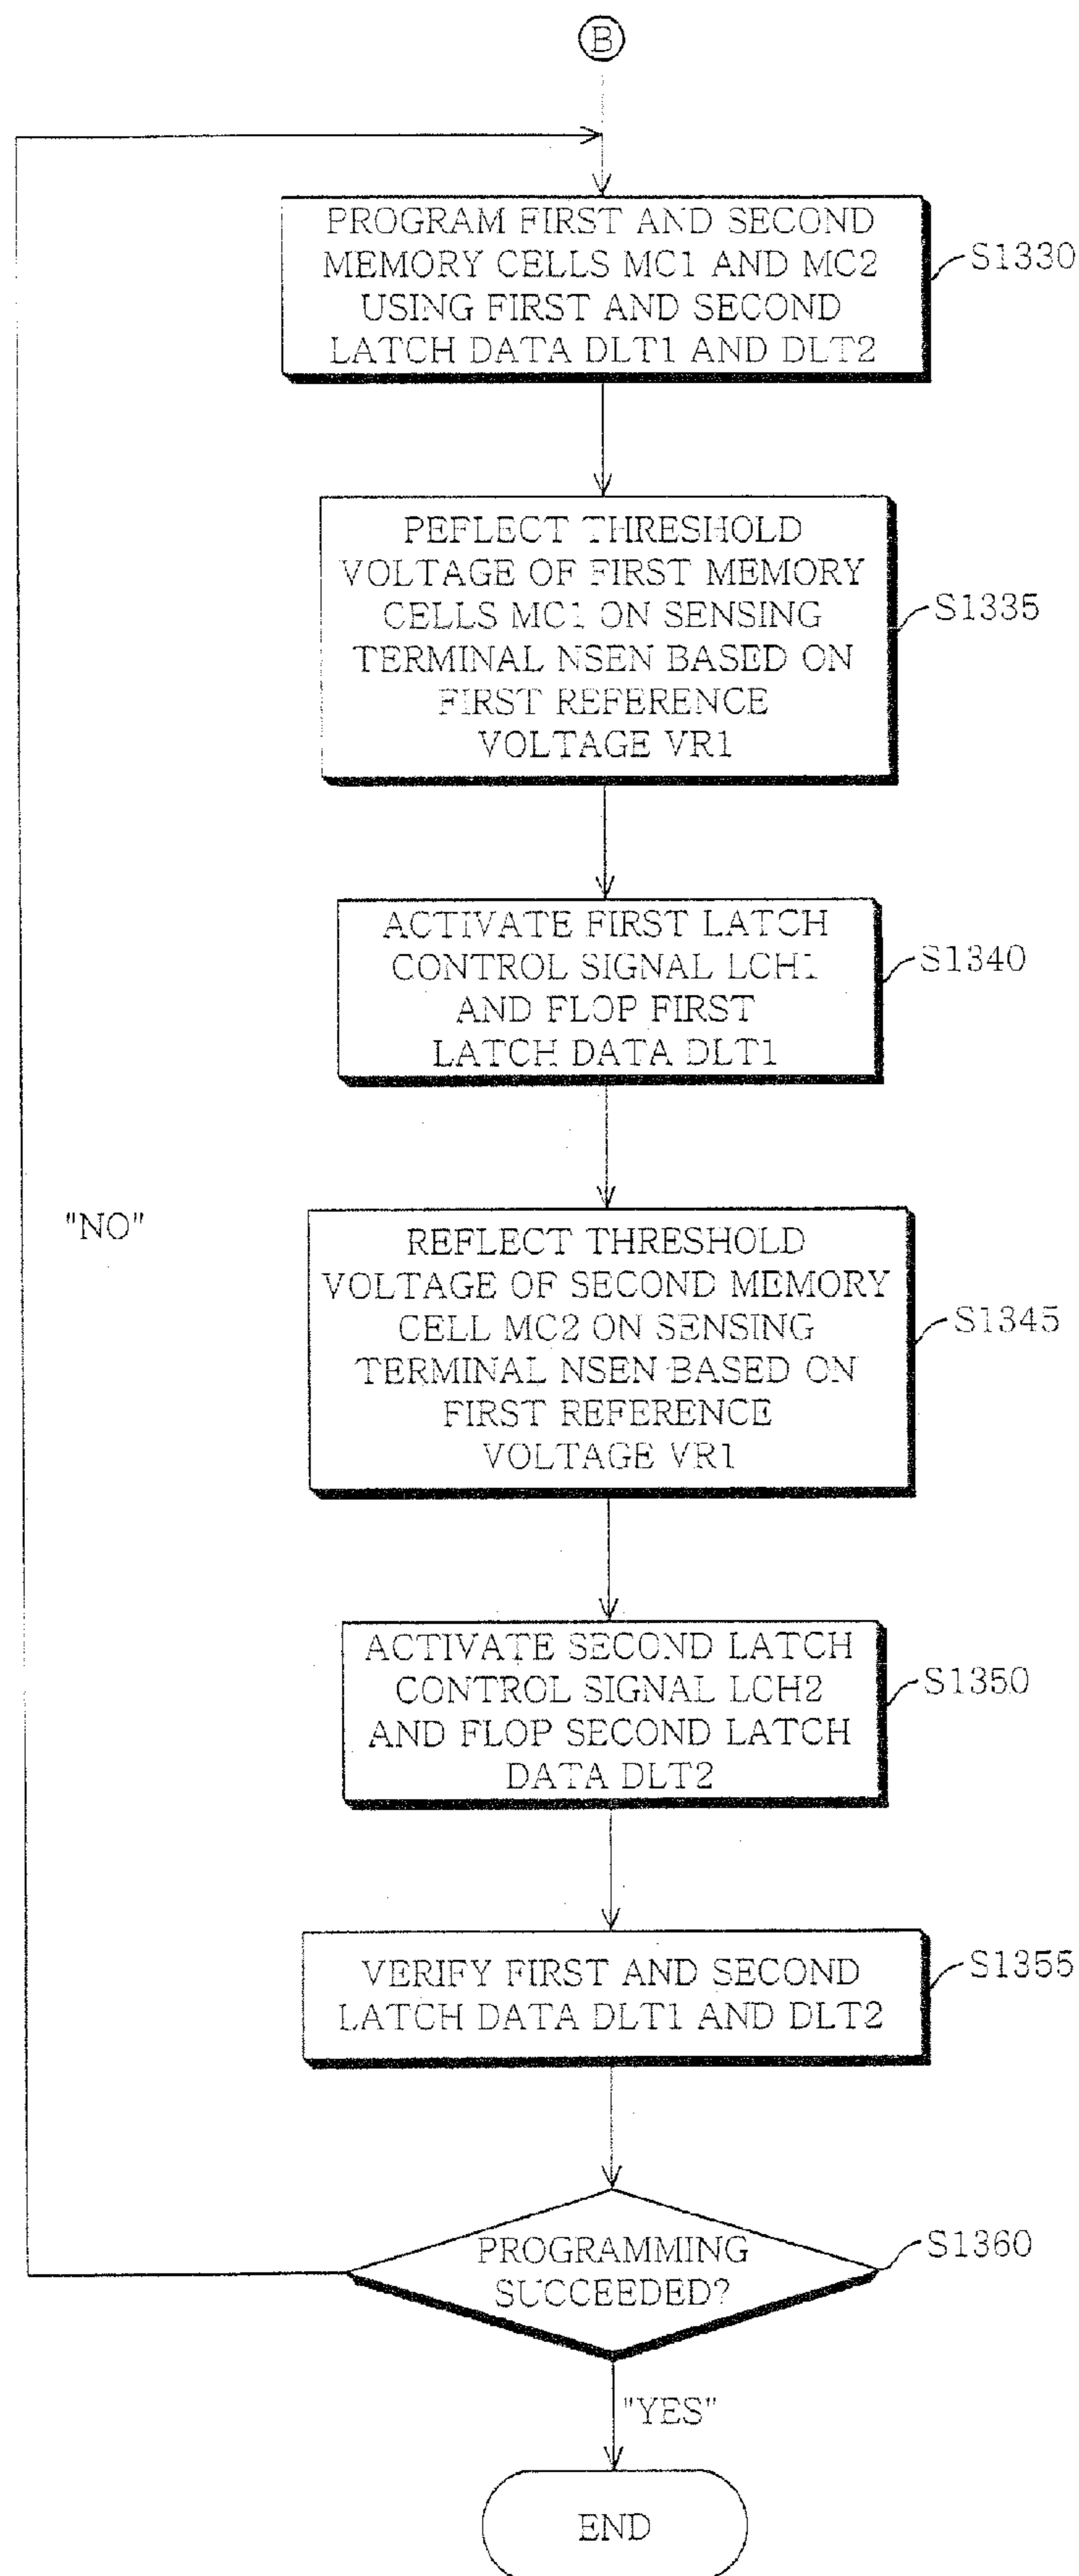 B
PROGRAM FIRST AND SECOND
MEMORY CELLS MC1 AND MC2
USING FIRST AND SECOND
LATCH DATA DLT1 AND DLT2
S1330
PEFLECT THRESHOLD
VOLTAGE OF FIRST MEMORY
CELLS MC1 ON SENSING
TERMINAL NSEN BASED ON
FIRST REFERENCE
VOLTAGE VR1
S1335
ACTIVATE FIRST LATCH
CONTROL SIGNAL LCH1
AND FLOP FIRST
LATCH DATA DLT1
S1340
"NO"
REFLECT THRESHOLD
VOLTAGE OF SECOND MEMORY
CELL MC2 ON SENSING
TERMINAL NSEN BASED ON
FIRST REFERENCE
VOLTAGE VR1
S1345
ACTIVATE SECOND LATCH
CONTROL SIGNAL LCH2
AND FLOP SECOND LATCH
DATA DLT2
S1350
VERIFY FIRST AND SECOND
LATCH DATA DLT1 AND DLT2
S1355
PROGRAMMING
SUCCEEDED?
S1360
"YES"
END